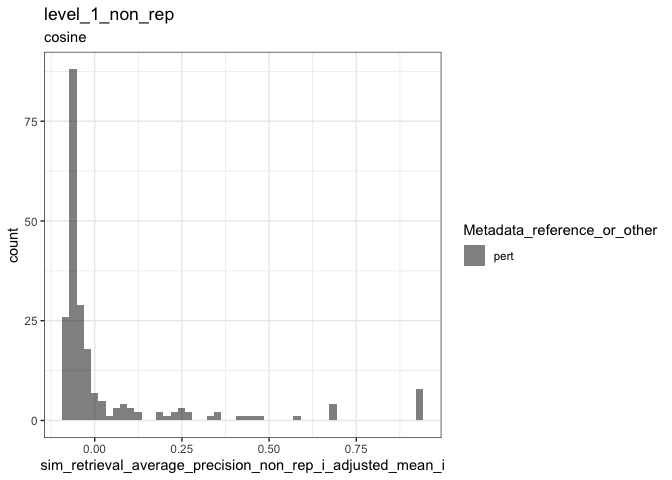 level_1_non_rep
cosine
75
50
25
0
count
0.00 0.25 0.50 0.75
sim_retrieval_average_precision_non_rep_i_adjusted_mean_i
Metadata_reference_or_other
pert